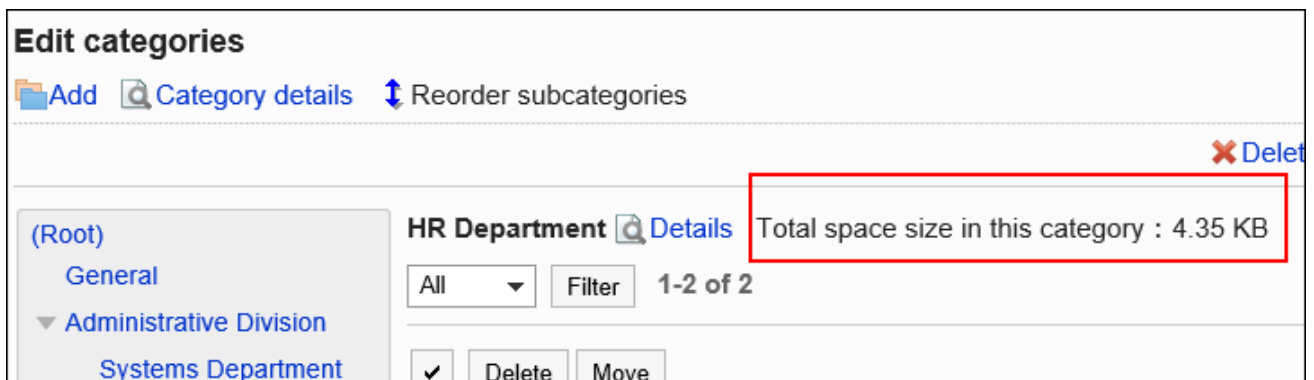 Edit categories
Add Category details Reorder subcategories
Delet
(Root)
General
Administrative Division
Systems Department
HR Department Details Total space size in this category : 4.35 KB
All Filter 1-2 of 2
Delete Move